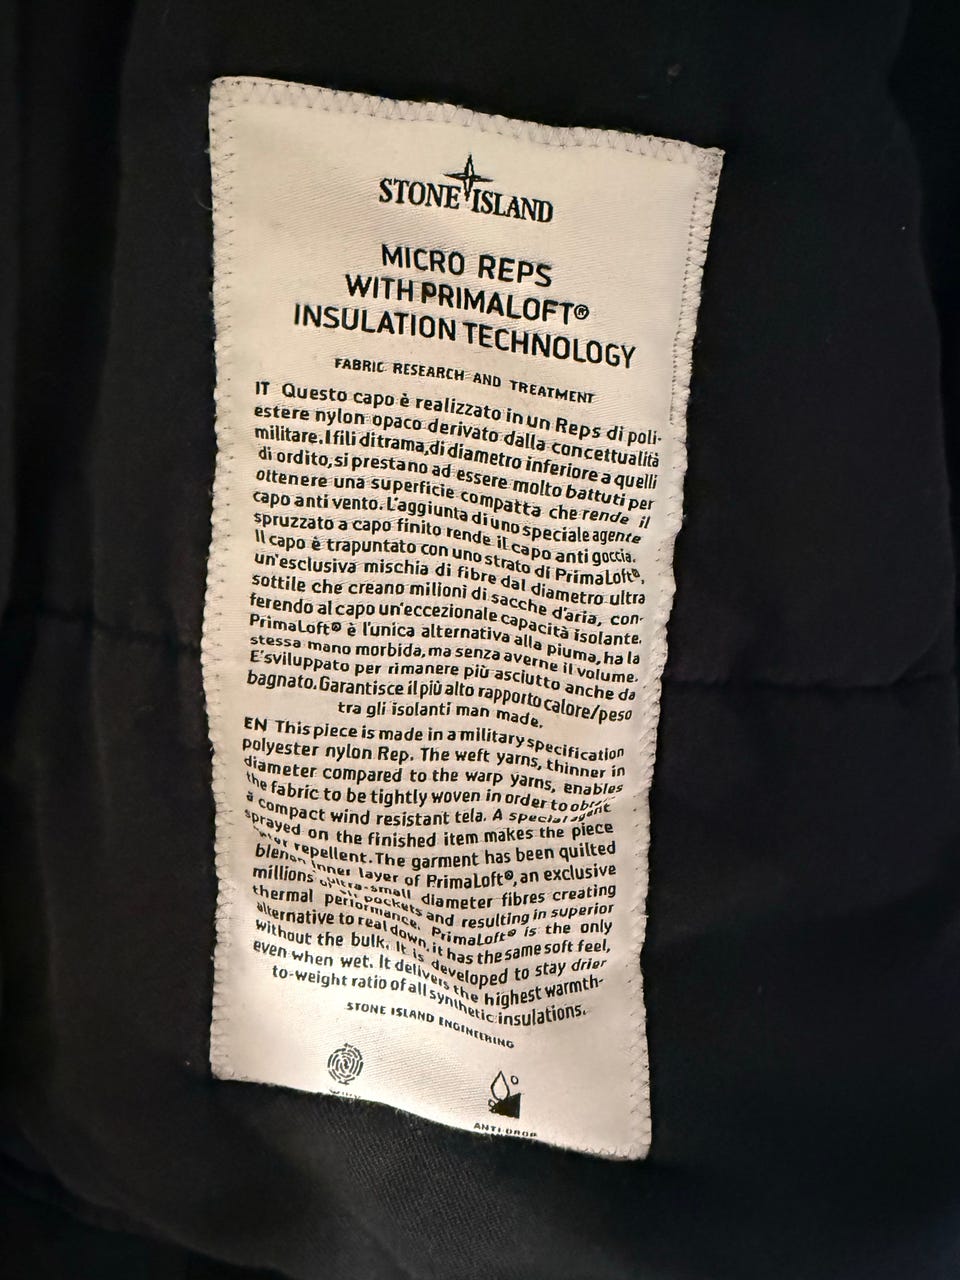 STONE ISLAND
MICRO REPS
WITH PRIMALOFT®
INSULATION TECHNOLOGY
FABRIC RESEARCH AND TREATMENT
IT Questo capo è realizzato in un Reps di poli-
estere nylon opaco derivato dalla concettualità
militare. I fili di trama, di diametro inferiore a quelli
di ordito, si prestano ad essere molto battuti per
ottenere una superficie compatta che rende il
capo anti vento. L'aggiunta di uno speciale agente
spruzzato a capo finito rende il capo anti goccia.
Il capo è trapuntato con uno strato di PrimaLoft®,
un'esclusiva mischia di fibre dal diametro ultra
sottile che creano milioni di sacche d'aria, con-
ferendo al capo un'eccezionale capacità isolante.
PrimaLoft® è l'unica alternativa alla piuma, ha la
stessa mano morbida, ma senza averne il volume.
E'sviluppato per rimanere più asciutto anche da
bagnato. Garantisce il più alto rapporto calore/peso
tra gli isolanti man made.
EN This piece is made in a military specification
polyester nylon Rep. The weft yarns, thinner in
diameter compared to the warp yarns, enables
the fabric to be tightly woven in order to obtain
a compact wind resistant tela. A special agent
sprayed on the finished item makes the piece
water repellent. The garment has been quilted
inner layer of PrimaLoft®, an exclusive
blend of ultra-small diameter fibres creating
millions of air pockets and resulting in superior
thermal performance. PrimaLoft® is the only
alternative to real down, it has the same soft feel,
without the bulk. It is developed to stay drier
even when wet. It delivers the highest warmth-
to-weight ratio of all synthetic insulations.
STONE ISLAND ENGINEERING
ANTI DROP